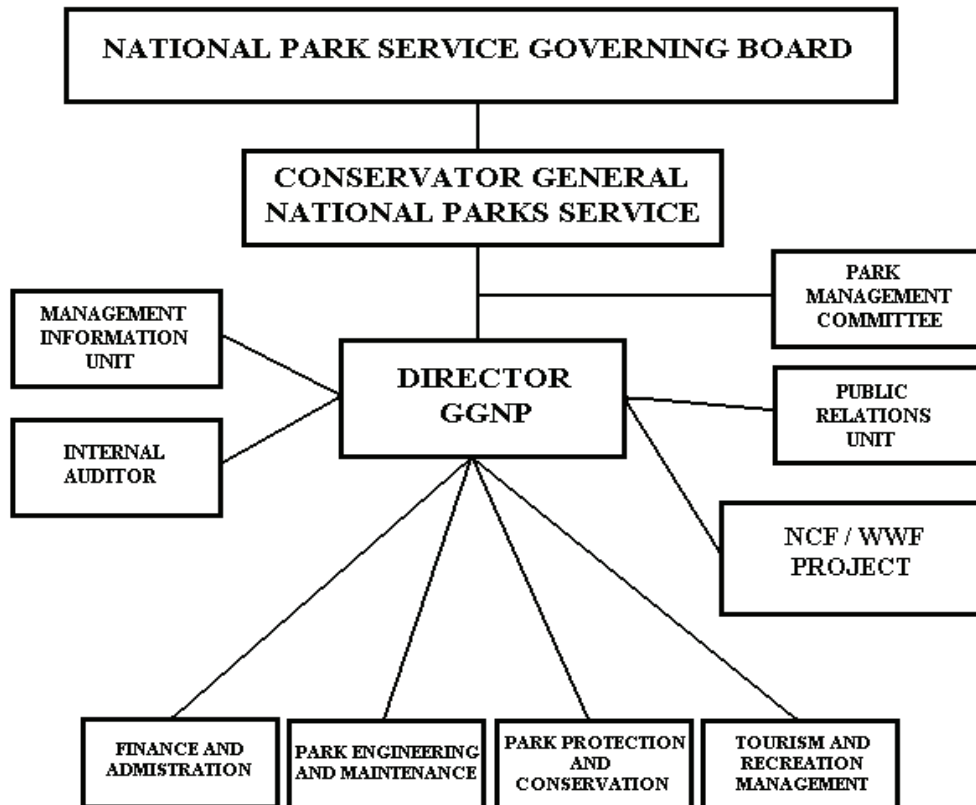 NATIONAL PARK SERVICE GOVERNING BOARD
CONSERVATOR GENERAL
NATIONAL PARKS SERVICE
PARK
MANAGEMENT
COMMITTEE
MANAGEMENT
INFORMATION
UNIT
DIRECTOR
GGNP
PUBLIC
RELATIONS
UNIT
INTERNAL
AUDITOR
NCF / WWF
PROJECT
FINANCE AND
ADMISTRATION
PARK ENGINEERING
AND MAINTENANCE
PARK PROTECTION
AND
CONSERVATION
TOURISM AND
RECREATION
MANAGEMENT